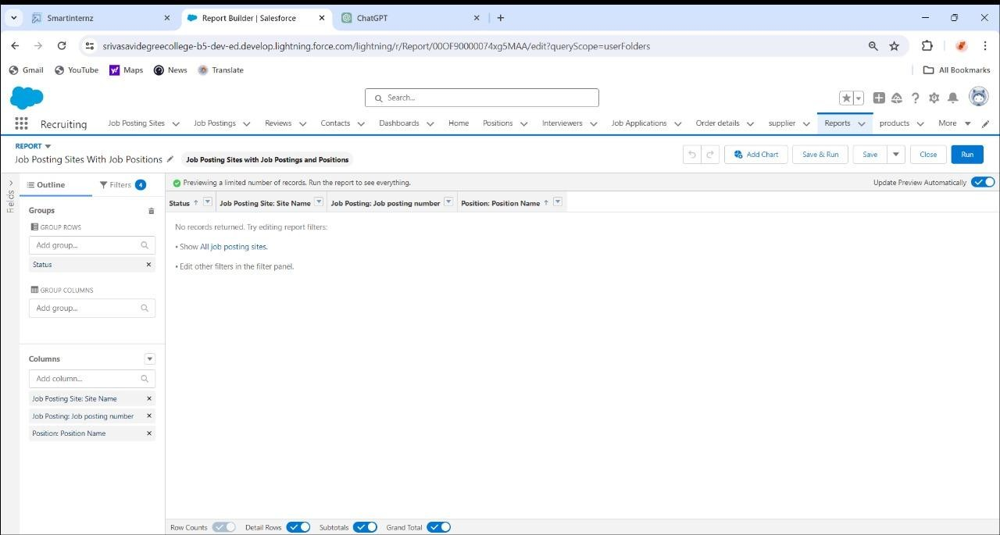 Smartinternz
Report Builder | Salesforce
ChatGPT
srivasavidegreecollege-b5-dev-ed.develop.lightning.force.com/lightning/r/Report/00OF90000074xg5MAA/edit?queryScope=userFolders
Gmail YouTube Maps News Translate All Bookmarks
Search...
Recruiting Job Posting Sites Job Postings Reviews Contacts Dashboards Home Positions Interviewers Job Applications Order details supplier Reports products More
REPORT
Job Posting Sites With Job Positions Job Posting Sites with Job Postings and Positions Add Chart Save & Run Save Close Run
Fields
Outline Filters 4
Previewing a limited number of records. Run the report to see everything. Update Preview Automatically
Groups
GROUP ROWS
Add group...
Status
GROUP COLUMNS
Add group...
Columns
Add column...
Job Posting Site: Site Name
Job Posting: Job posting number
Position: Position Name
Status Job Posting Site: Site Name Job Posting: Job posting number Position: Position Name
No records returned. Try editing report filters:
• Show All job posting sites.
• Edit other filters in the filter panel.
Row Counts Detail Rows Subtotals Grand Total